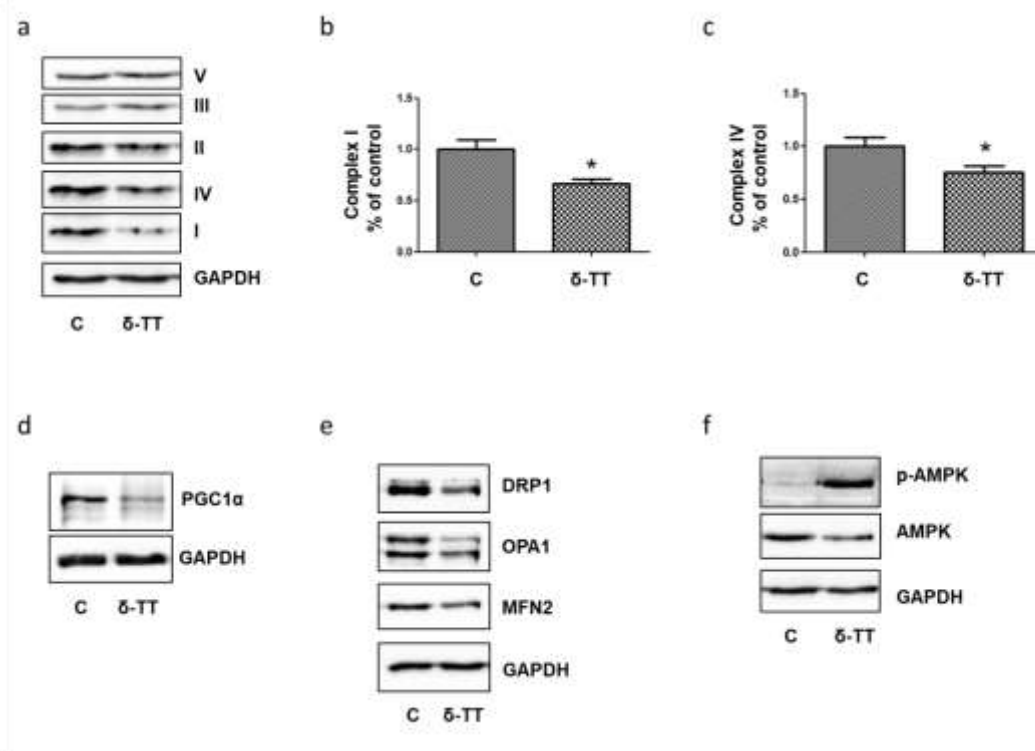 a
V
III
II
IV
I
GAPDH
C δ-TT
b
Complex I
% of control
1.5
1.0
0.5
0.0
C δ-TT
*
c
Complex IV
% of control
1.5
1.0
0.5
0.0
C δ-TT
*
d
PGC1α
GAPDH
C δ-TT
e
DRP1
OPA1
MFN2
GAPDH
C δ-TT
f
p-AMPK
AMPK
GAPDH
C δ-TT